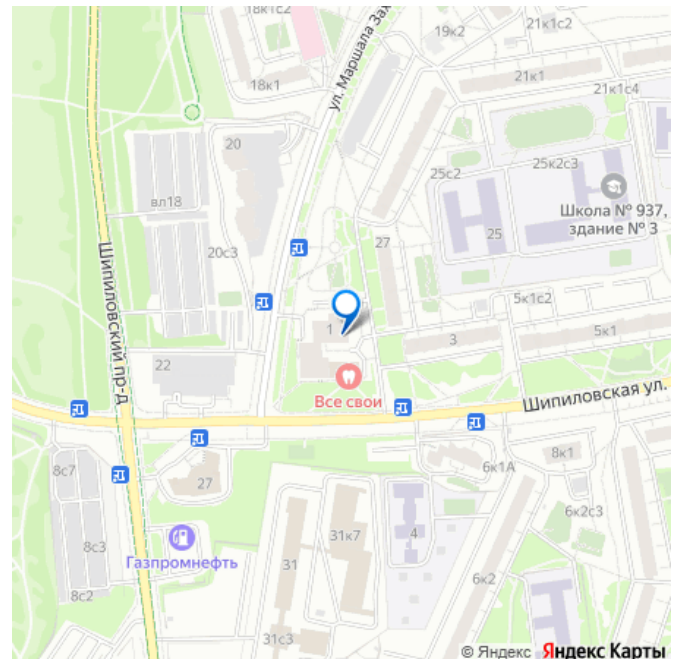 18к1с2
ул. Маршала Зах
21к1с2
19к2
18к1
21к1
21к1с4
20
25с2
25к2с3
вл18
Школа № 937,
здание № 3
25
27
20с3
Шипиловский пр-д
5к1с2
1
3
5к1
22
Все свои
Шипиловская ул.
6к1А
8к1
8с7
27
6к2с3
31к7
4
8с3
Газпромнефть
31
6к2
8с2
31с3
© Яндекс Яндекс Карты